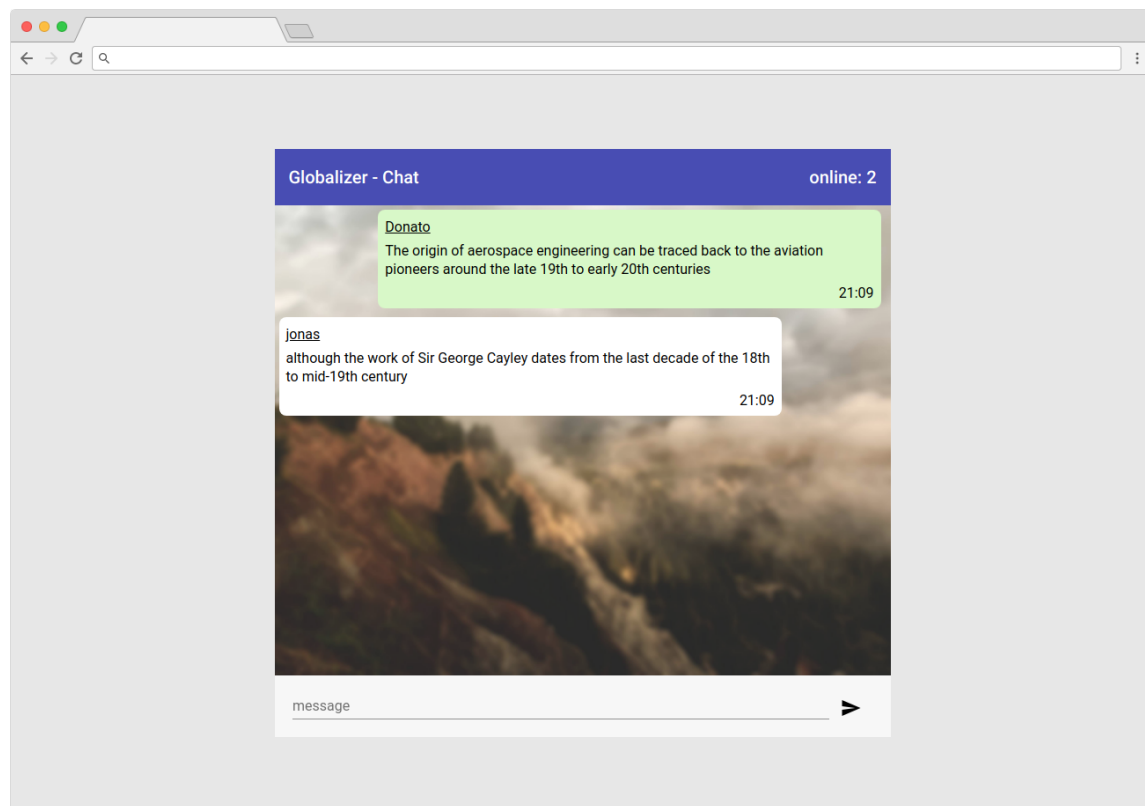 Globalizer - Chat
online: 2
Donato
The origin of aerospace engineering can be traced back to the aviation
pioneers around the late 19th to early 20th centuries
21:09
jonas
although the work of Sir George Cayley dates from the last decade of the 18th
to mid-19th century
21:09
message